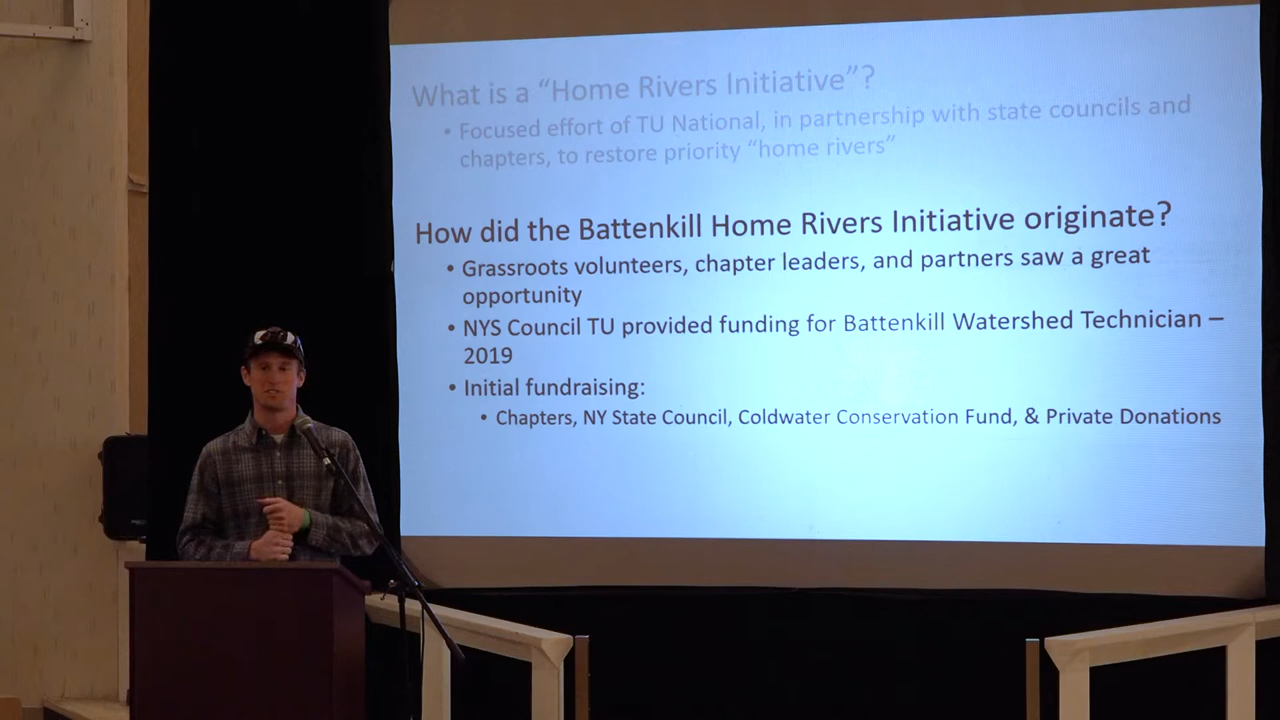 What is a “Home Rivers Initiative”?
• Focused effort of TU National, in partnership with state councils and
chapters, to restore priority “home rivers”
How did the Battenkill Home Rivers Initiative originate?
• Grassroots volunteers, chapter leaders, and partners saw a great
opportunity
• NYS Council TU provided funding for Battenkill Watershed Technician –
2019
• Initial fundraising:
• Chapters, NY State Council, Coldwater Conservation Fund, & Private Donations